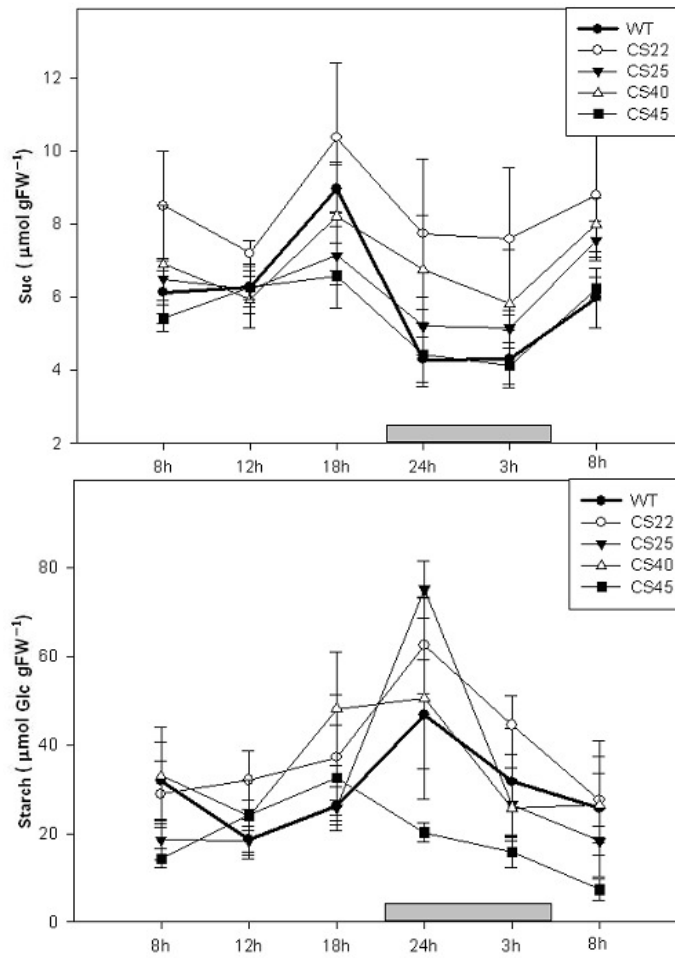 WT
CS22
CS25
CS40
CS45
12
10
8
6
4
2
Suc ( μmol gFW⁻¹)
8h 12h 18h 24h 3h 8h
WT
CS22
CS25
CS40
CS45
80
60
40
20
0
Starch ( μmol Glc gFW⁻¹)
8h 12h 18h 24h 3h 8h